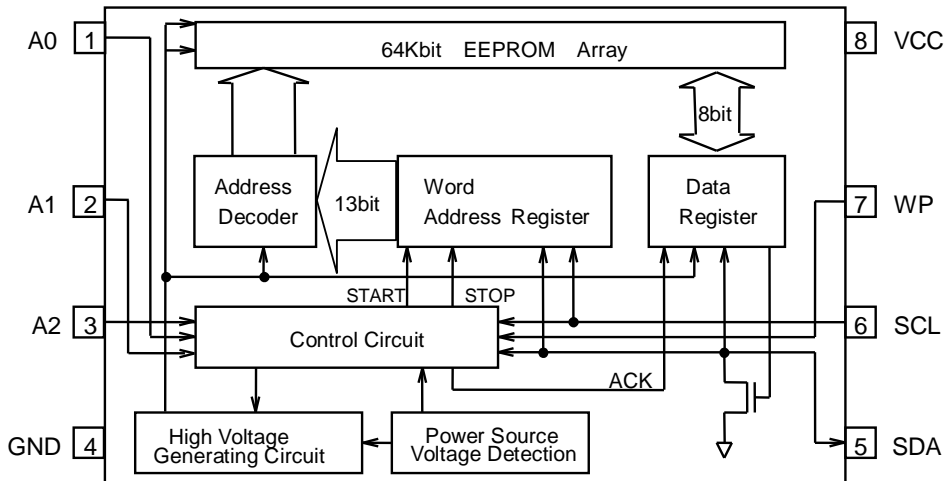 A0 1
64Kbit EEPROM Array
8 VCC
8bit
A1 2
Address
Decoder
13bit
Word
Address Register
Data
Register
7 WP
START
STOP
A2 3
Control Circuit
6 SCL
ACK
GND 4
High Voltage
Generating Circuit
Power Source
Voltage Detection
5 SDA